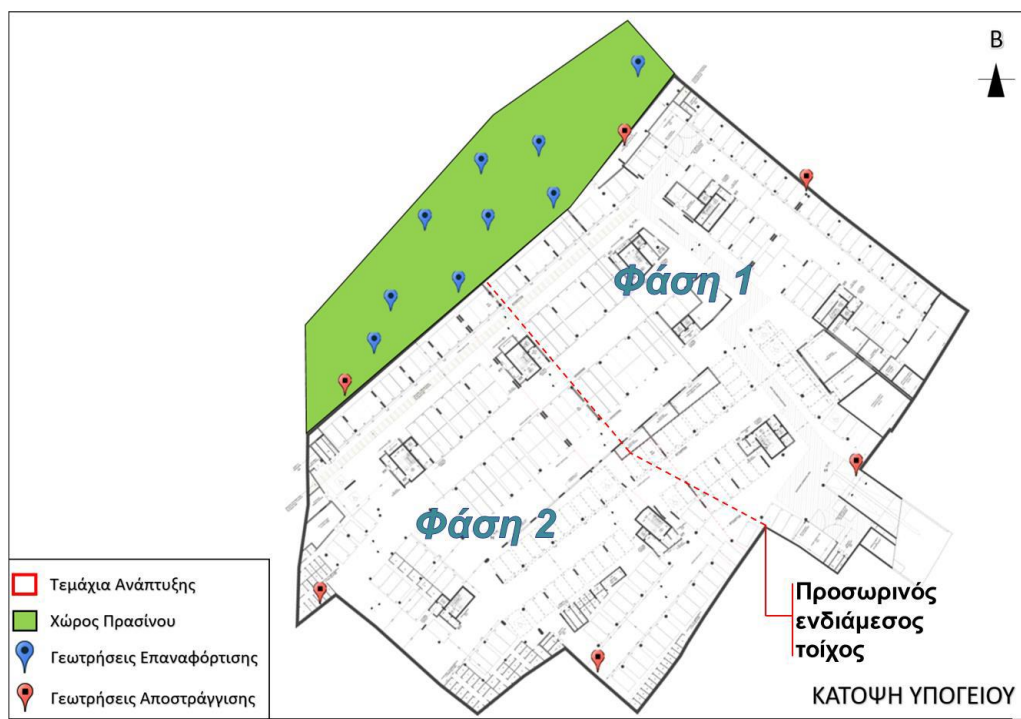 B
Φάση 1
Φάση 2
Τεμάχια Ανάπτυξης
Χώρος Πρασίνου
Γεωτρήσεις Επαναφόρτισης
Γεωτρήσεις Αποστράγγισης
Προσωρινός
ενδιάμεσος
τοίχος
ΚΑΤΟΨΗ ΥΠΟΓΕΙΟΥ